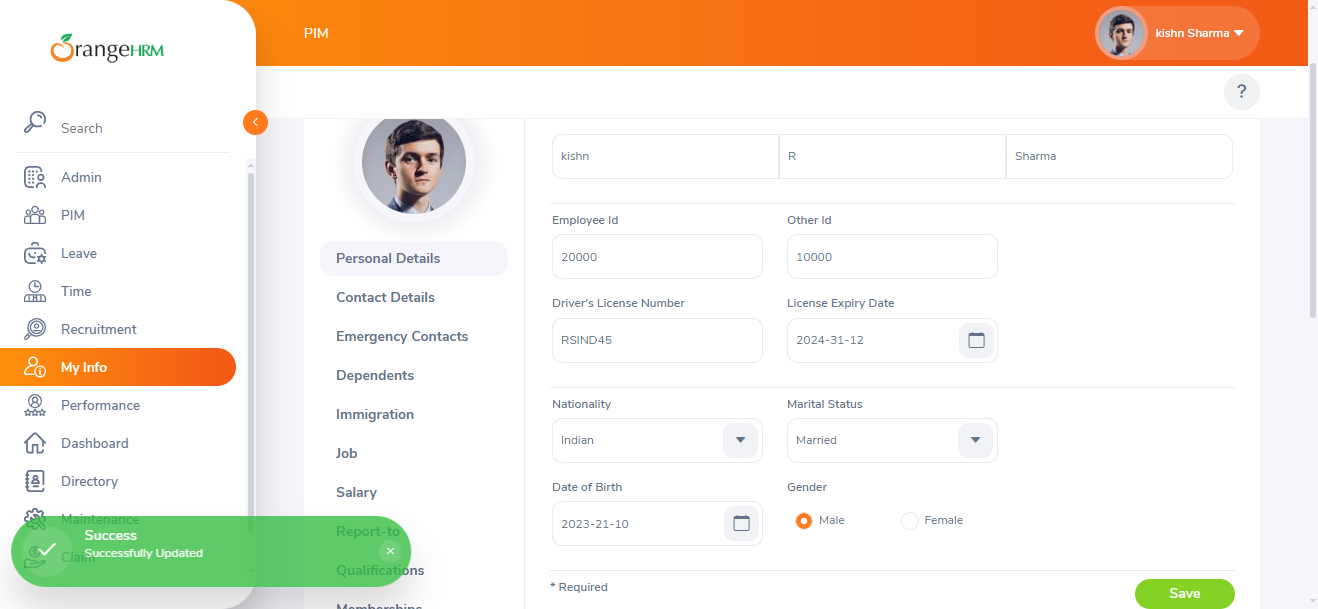 OrangeHRM
PIM
kishn Sharma
?
Search
Admin
PIM
Leave
Time
Recruitment
My Info
Performance
Dashboard
Directory
Maintenance
Claim
Success
Successfully Updated
Personal Details
Contact Details
Emergency Contacts
Dependents
Immigration
Job
Salary
Report-to
Qualifications
Memberships
kishn R Sharma
Employee Id Other Id
20000 10000
Driver's License Number License Expiry Date
RSIND45 2024-31-12
Nationality Marital Status
Indian Married
Date of Birth Gender
2023-21-10 Male Female
* Required
Save